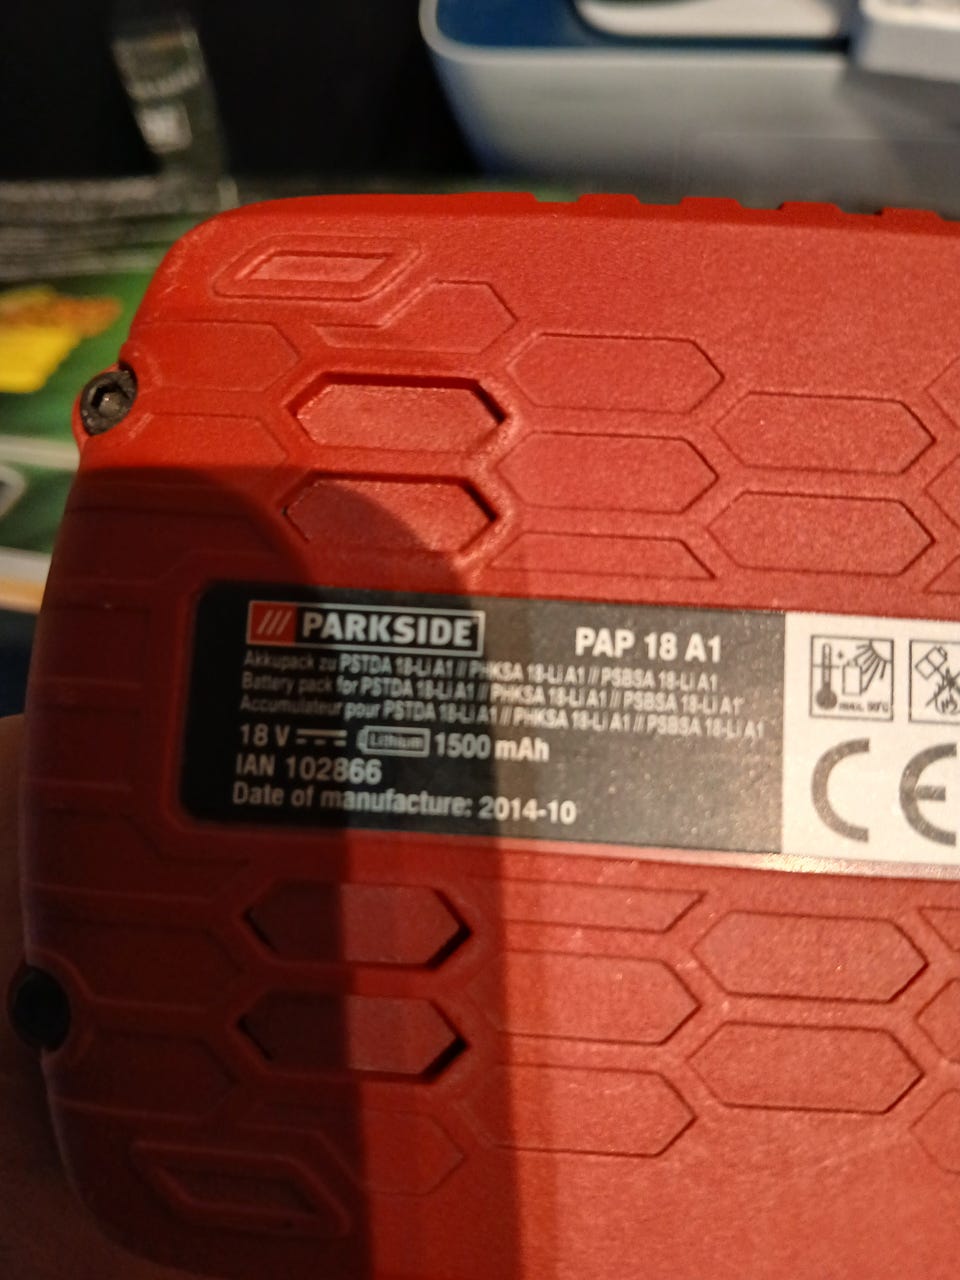 /// PARKSIDE
PAP 18 A1
Akkupack zu PSTDA 18-Li A1 // PHKSA 18-Li A1 // PSBSA 18-Li A1
Battery pack for PSTDA 18-Li A1 // PHKSA 18-Li A1 // PSBSA 18-Li A1
Accumulateur pour PSTDA 18-Li A1 // PHKSA 18-Li A1 // PSBSA 18-Li A1
18 V Lithium 1500 mAh
IAN 102866
Date of manufacture: 2014-10
max. 50°C
CE